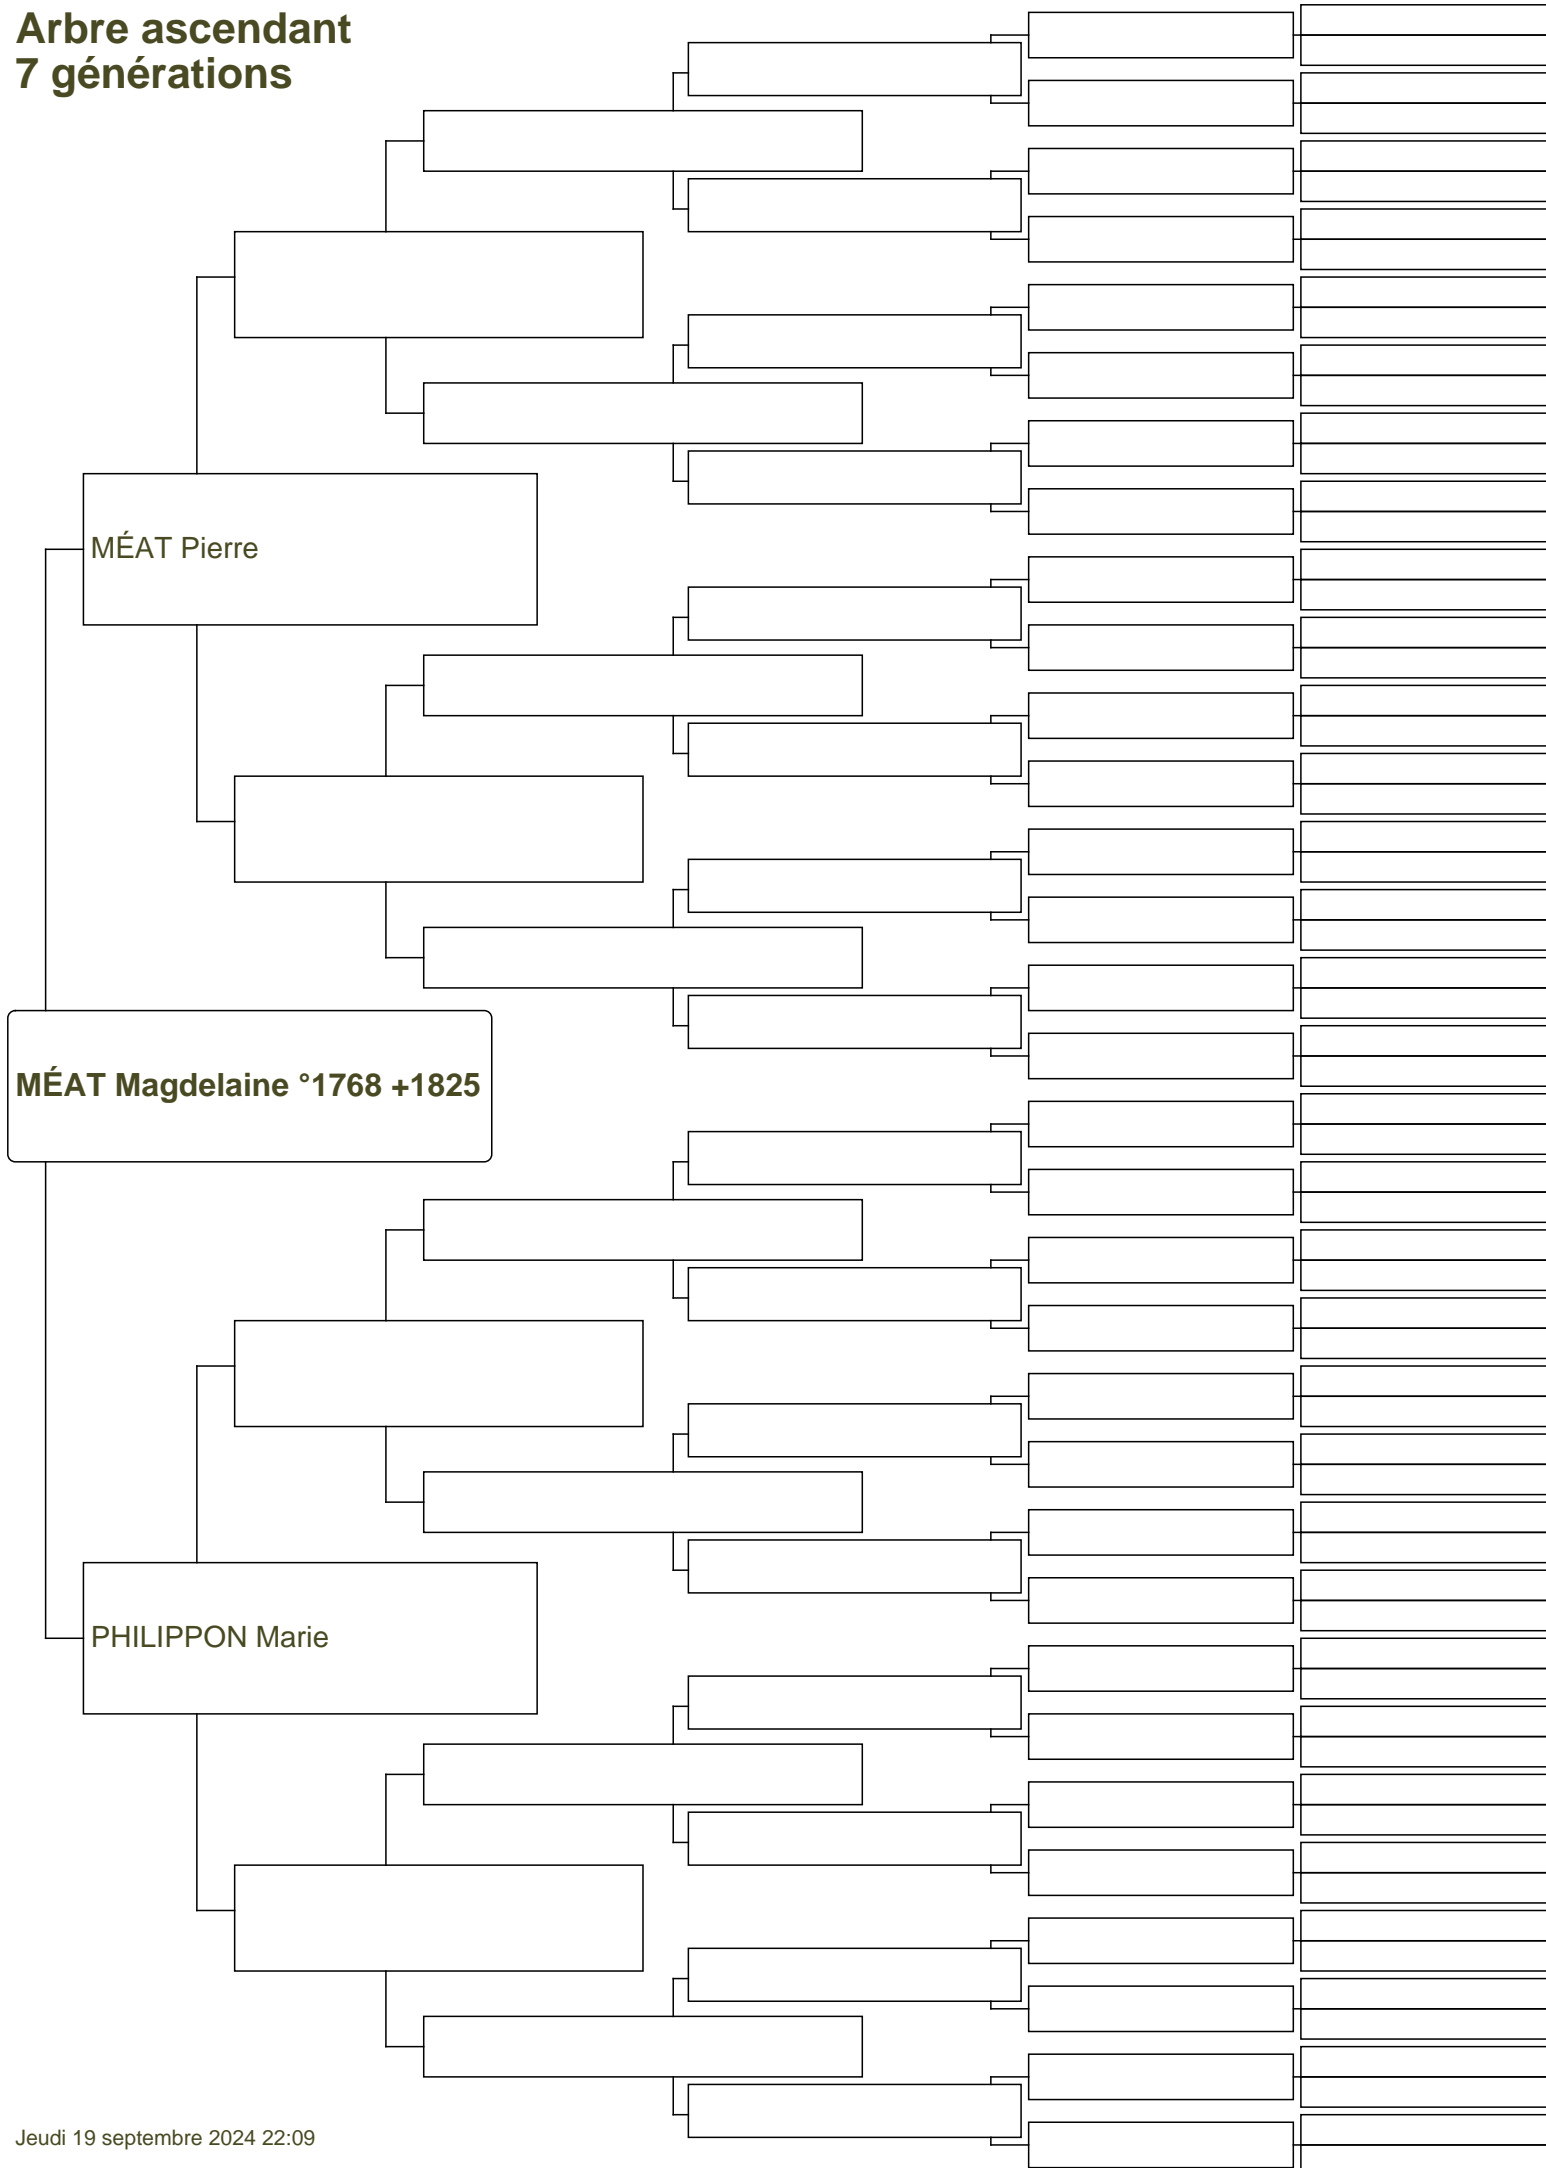 Arbre ascendant
7 générations
MÉAT Pierre
MÉAT Magdelaine °1768 +1825
PHILIPPON Marie
Jeudi 19 septembre 2024 22:09